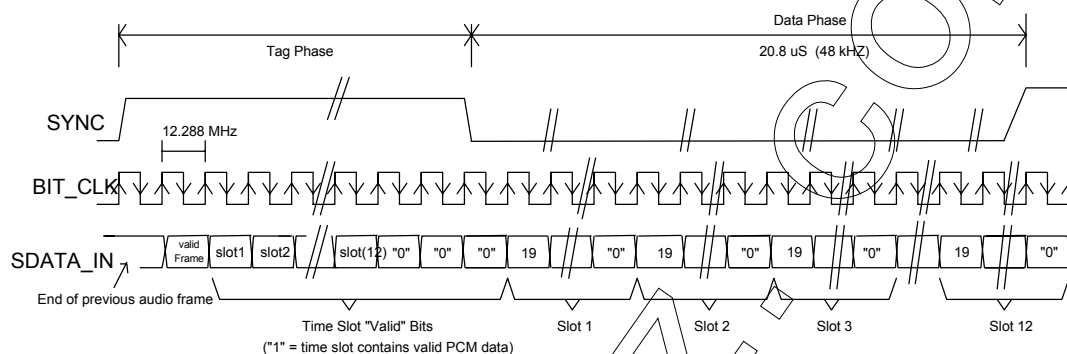 Data Phase
Tag Phase
20.8 uS (48 kHZ)
SYNC
12.288 MHz
BIT_CLK
SDATA_IN
valid Frame
slot1
slot2
slot(12)
"0"
"0"
"0"
19
"0"
19
"0"
19
"0"
19
"0"
End of previous audio frame
Time Slot "Valid" Bits
("1" = time slot contains valid PCM data)
Slot 1
Slot 2
Slot 3
Slot 12